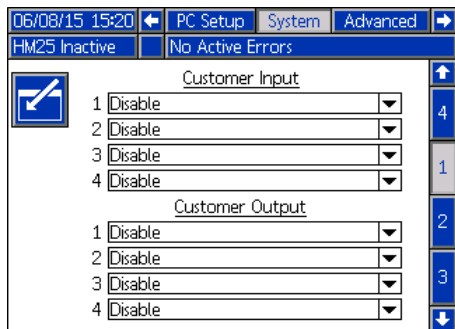 06/08/15 15:20 PC Setup System Advanced
HM25 Inactive No Active Errors
Customer Input
1 Disable
2 Disable
3 Disable
4 Disable
Customer Output
1 Disable
2 Disable
3 Disable
4 Disable
4
1
2
3